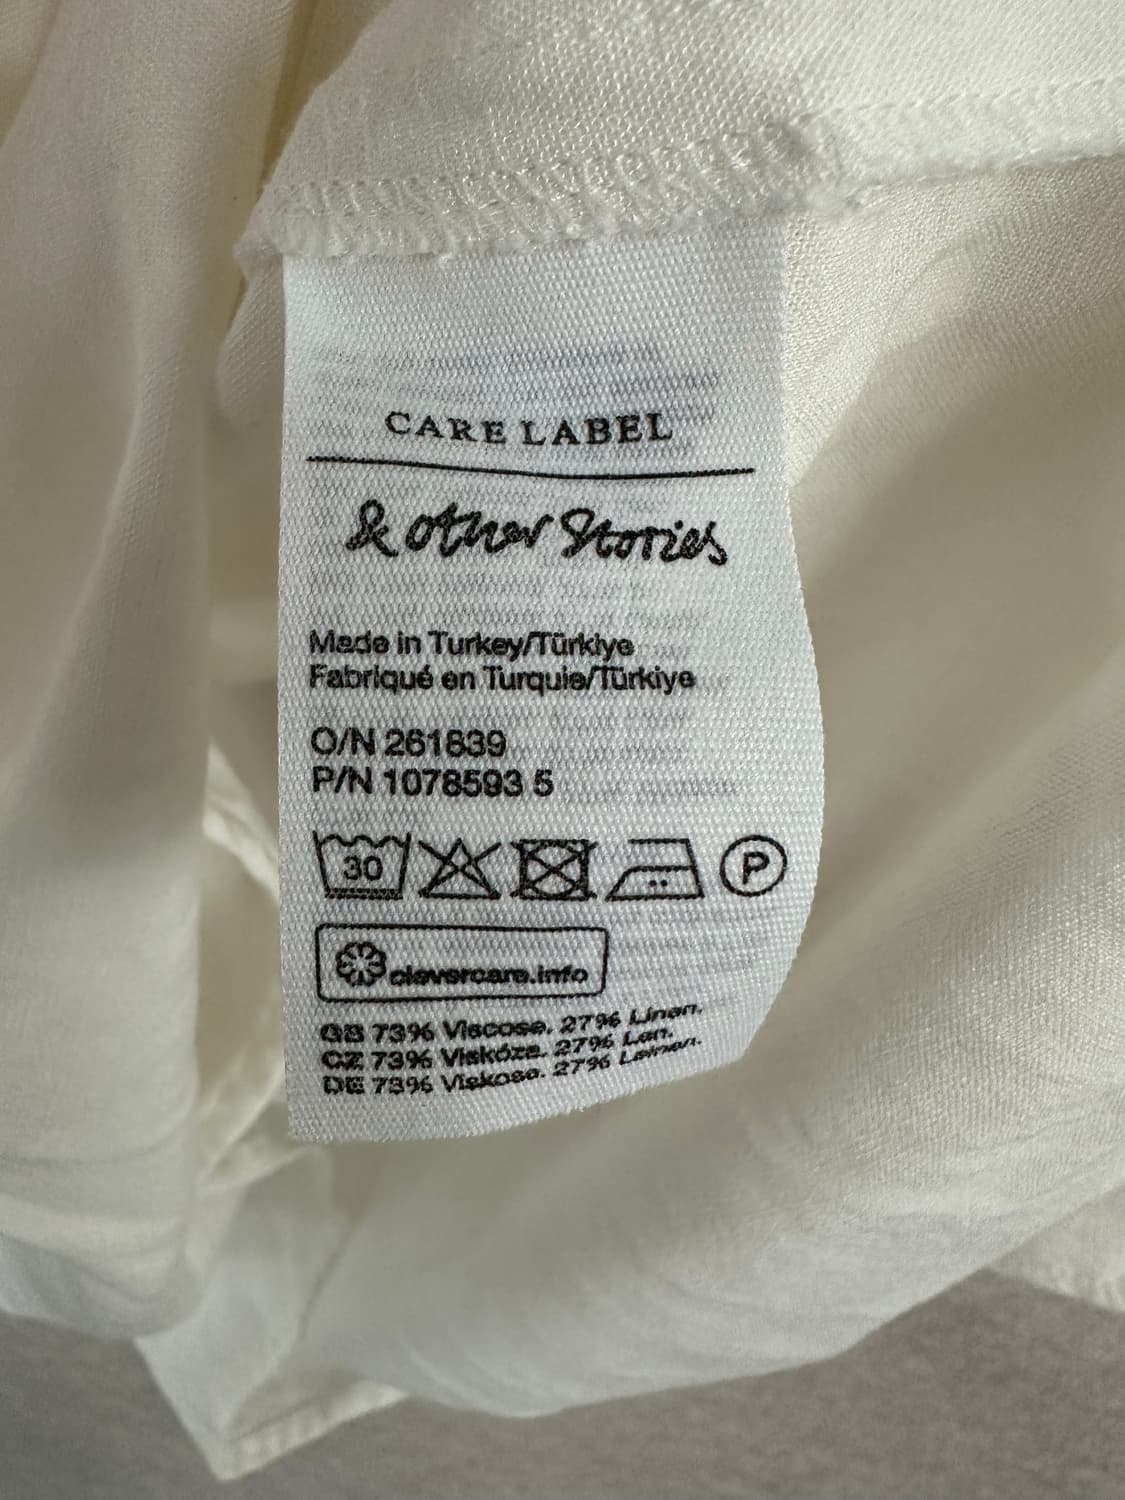 CARE LABEL
& other Stories
Made in Turkey/Türkiye
Fabriqué en Turquie/Türkiye
O/N 261839
P/N 1078593 5
30
P
clevercare.info
GB 73% Viscose. 27% Linen.
CZ 73% Viskóza. 27% Len.
DE 73% Viskose. 27% Leinen.